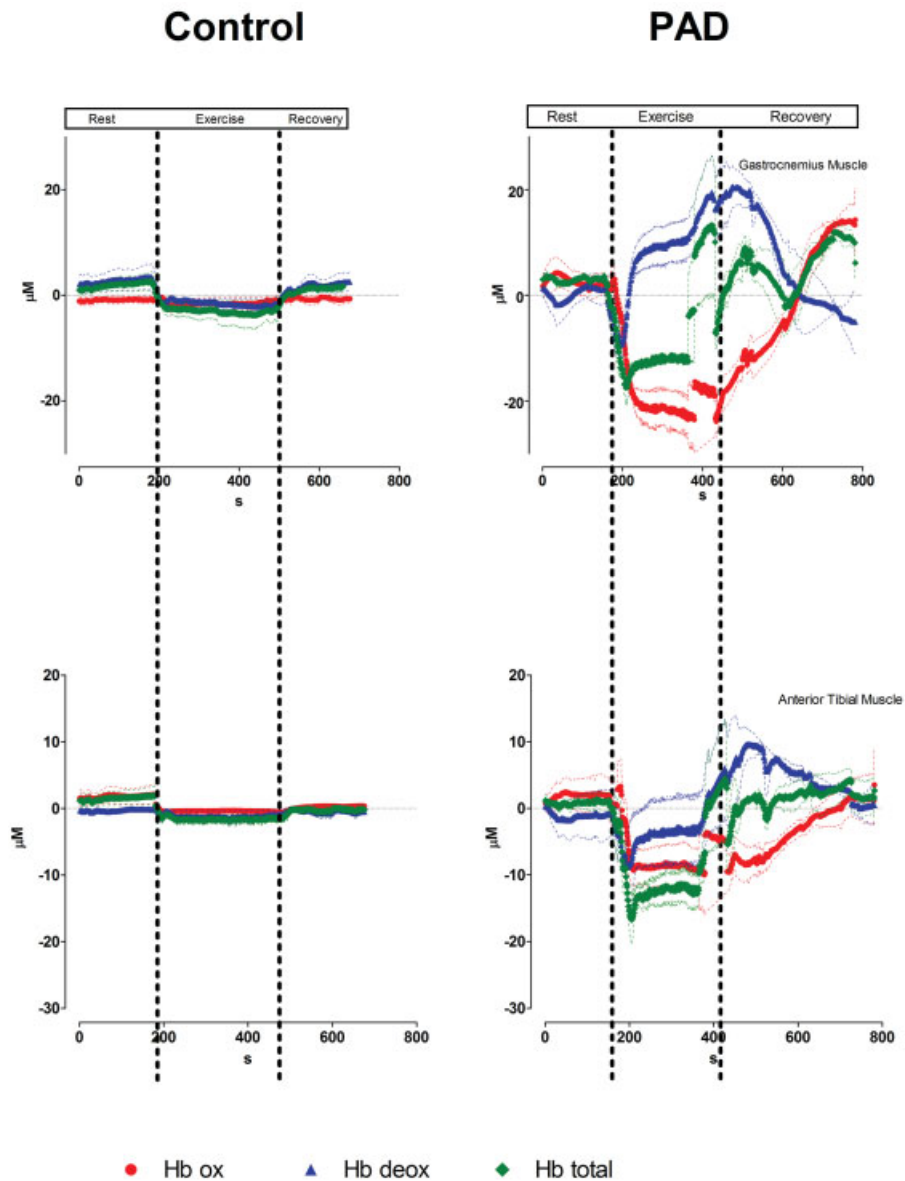 Control PAD
Rest Exercise Recovery Rest Exercise Recovery
Gastrocnemius Muscle
20 20
0 0
-20 -20
μM μM
0 200 400 600 800 0 200 400 600 800
s s
Anterior Tibial Muscle
20 20
10 10
0 0
-10 -10
-20 -20
-30 -30
μM μM
0 200 400 600 800 0 200 400 600 800
s s
Hb ox Hb deox Hb total